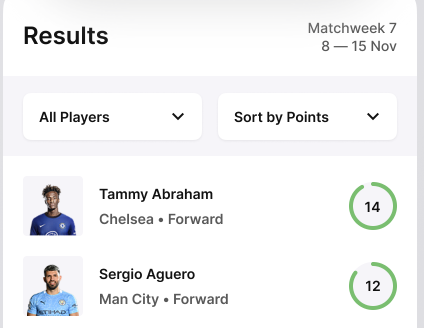 Results
Matchweek 7
8 — 15 Nov
All Players
Sort by Points
Tammy Abraham
Chelsea • Forward
14
Sergio Aguero
Man City • Forward
12